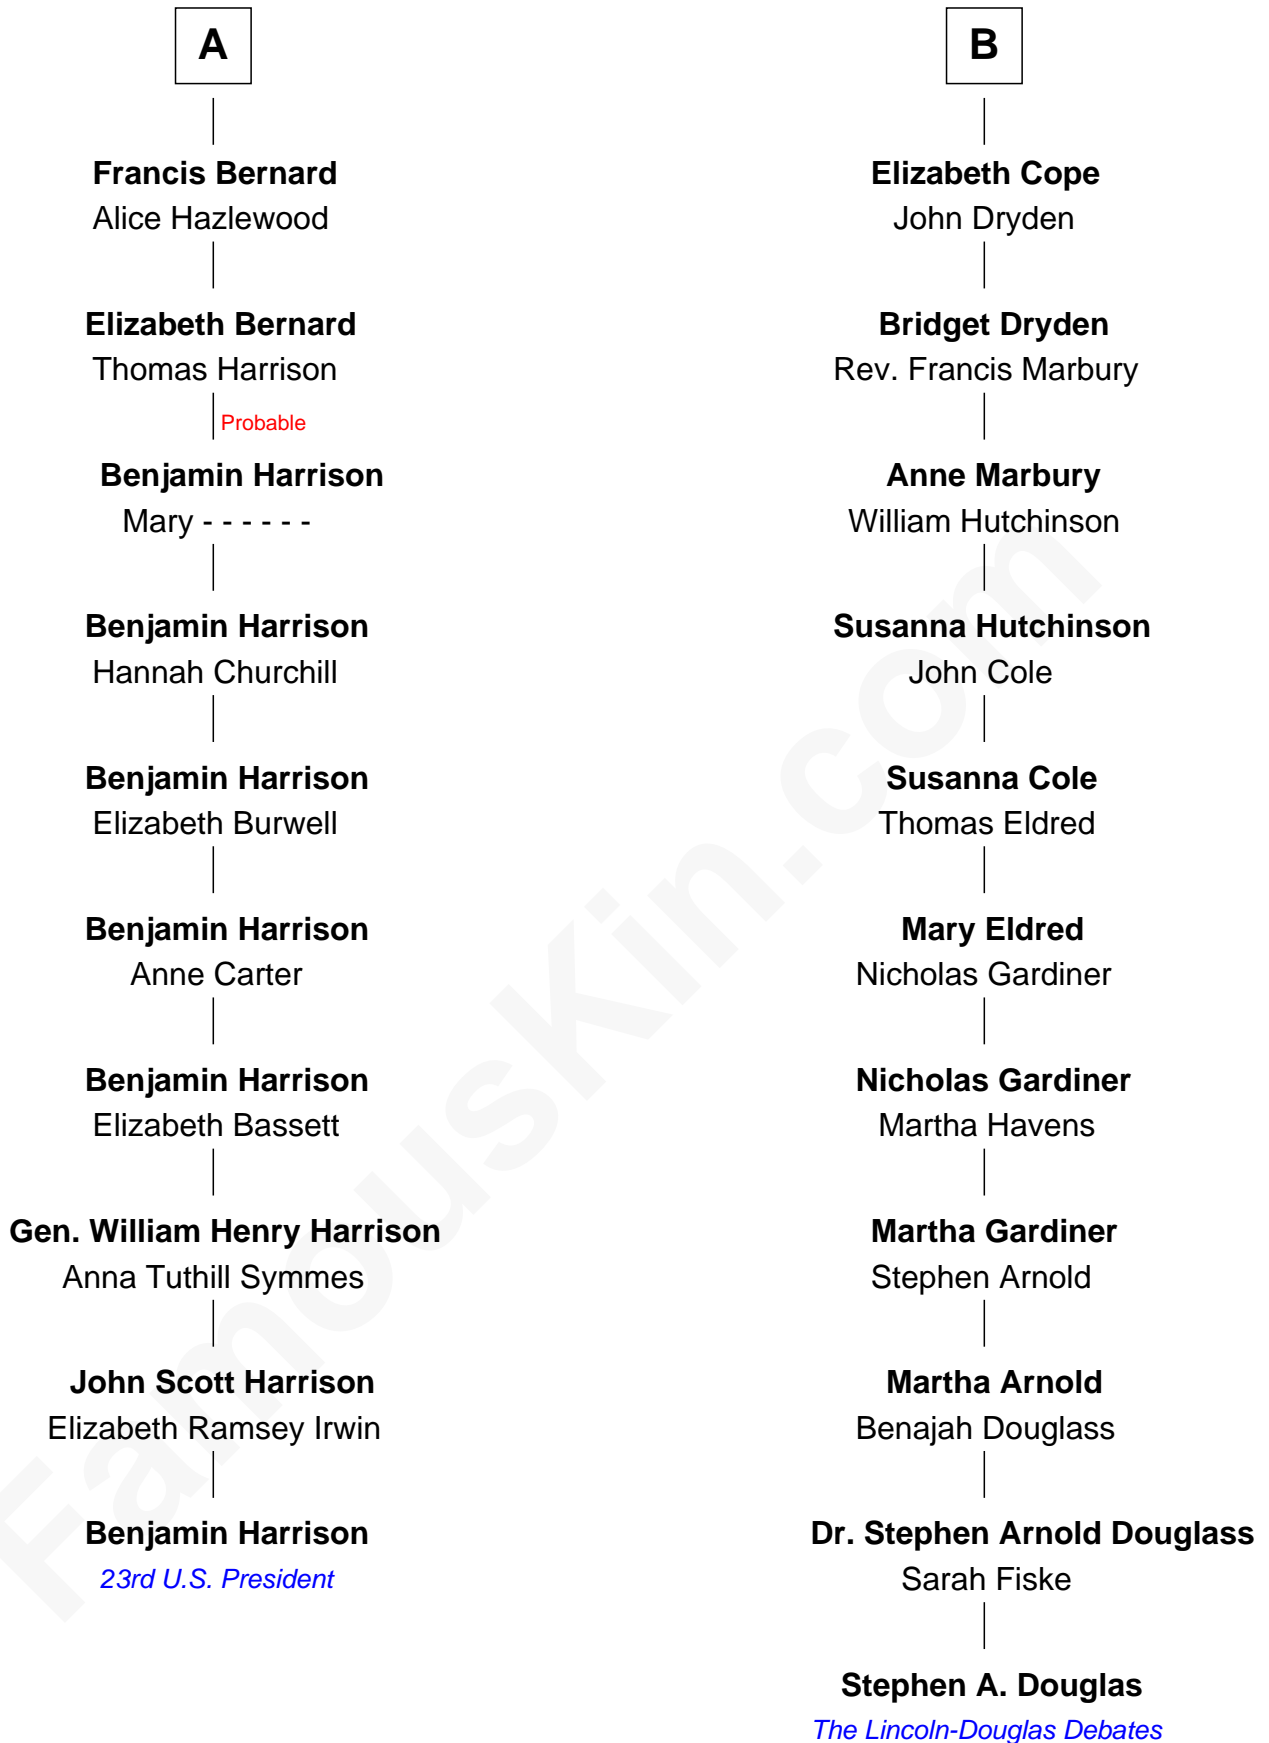 A
Francis Bernard
Alice Hazlewood
Elizabeth Bernard
Thomas Harrison
Probable
Benjamin Harrison
Mary - - - - - -
Benjamin Harrison
Hannah Churchill
Benjamin Harrison
Elizabeth Burwell
Benjamin Harrison
Anne Carter
Benjamin Harrison
Elizabeth Bassett
Gen. William Henry Harrison
Anna Tuthill Symmes
John Scott Harrison
Elizabeth Ramsey Irwin
Benjamin Harrison
23rd U.S. President
B
Elizabeth Cope
John Dryden
Bridget Dryden
Rev. Francis Marbury
Anne Marbury
William Hutchinson
Susanna Hutchinson
John Cole
Susanna Cole
Thomas Eldred
Mary Eldred
Nicholas Gardiner
Nicholas Gardiner
Martha Havens
Martha Gardiner
Stephen Arnold
Martha Arnold
Benajah Douglass
Dr. Stephen Arnold Douglass
Sarah Fiske
Stephen A. Douglas
The Lincoln-Douglas Debates
FamousKin.com